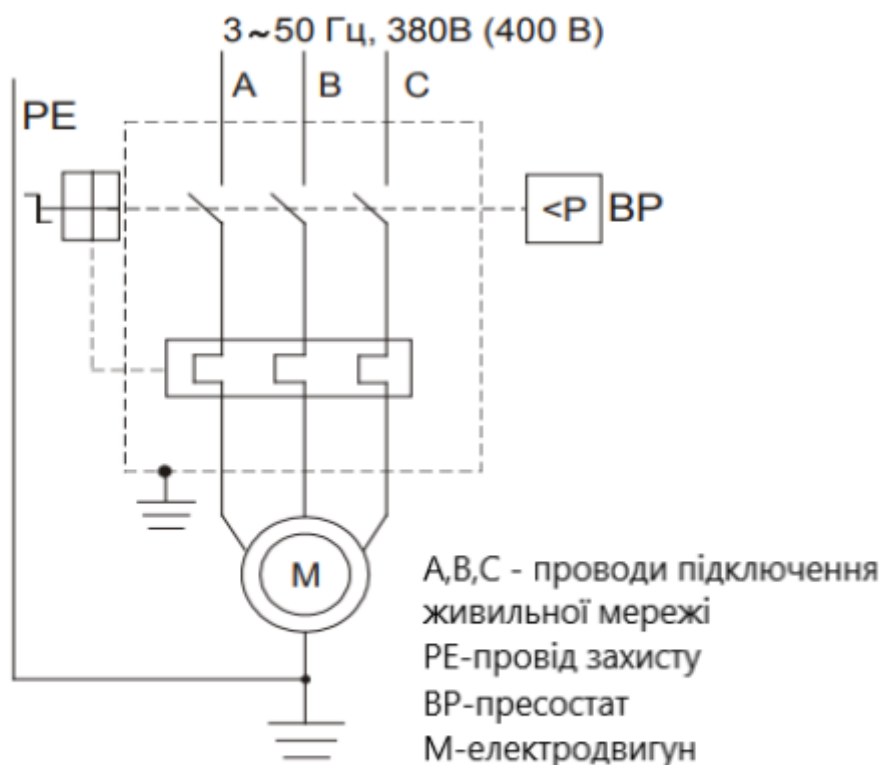 3~50 Гц, 380В (400 В)
A B C
PE
<P BP
M
A,B,C - проводи підключення
живильної мережі
PE-провід захисту
BP-пресостат
M-електродвигун